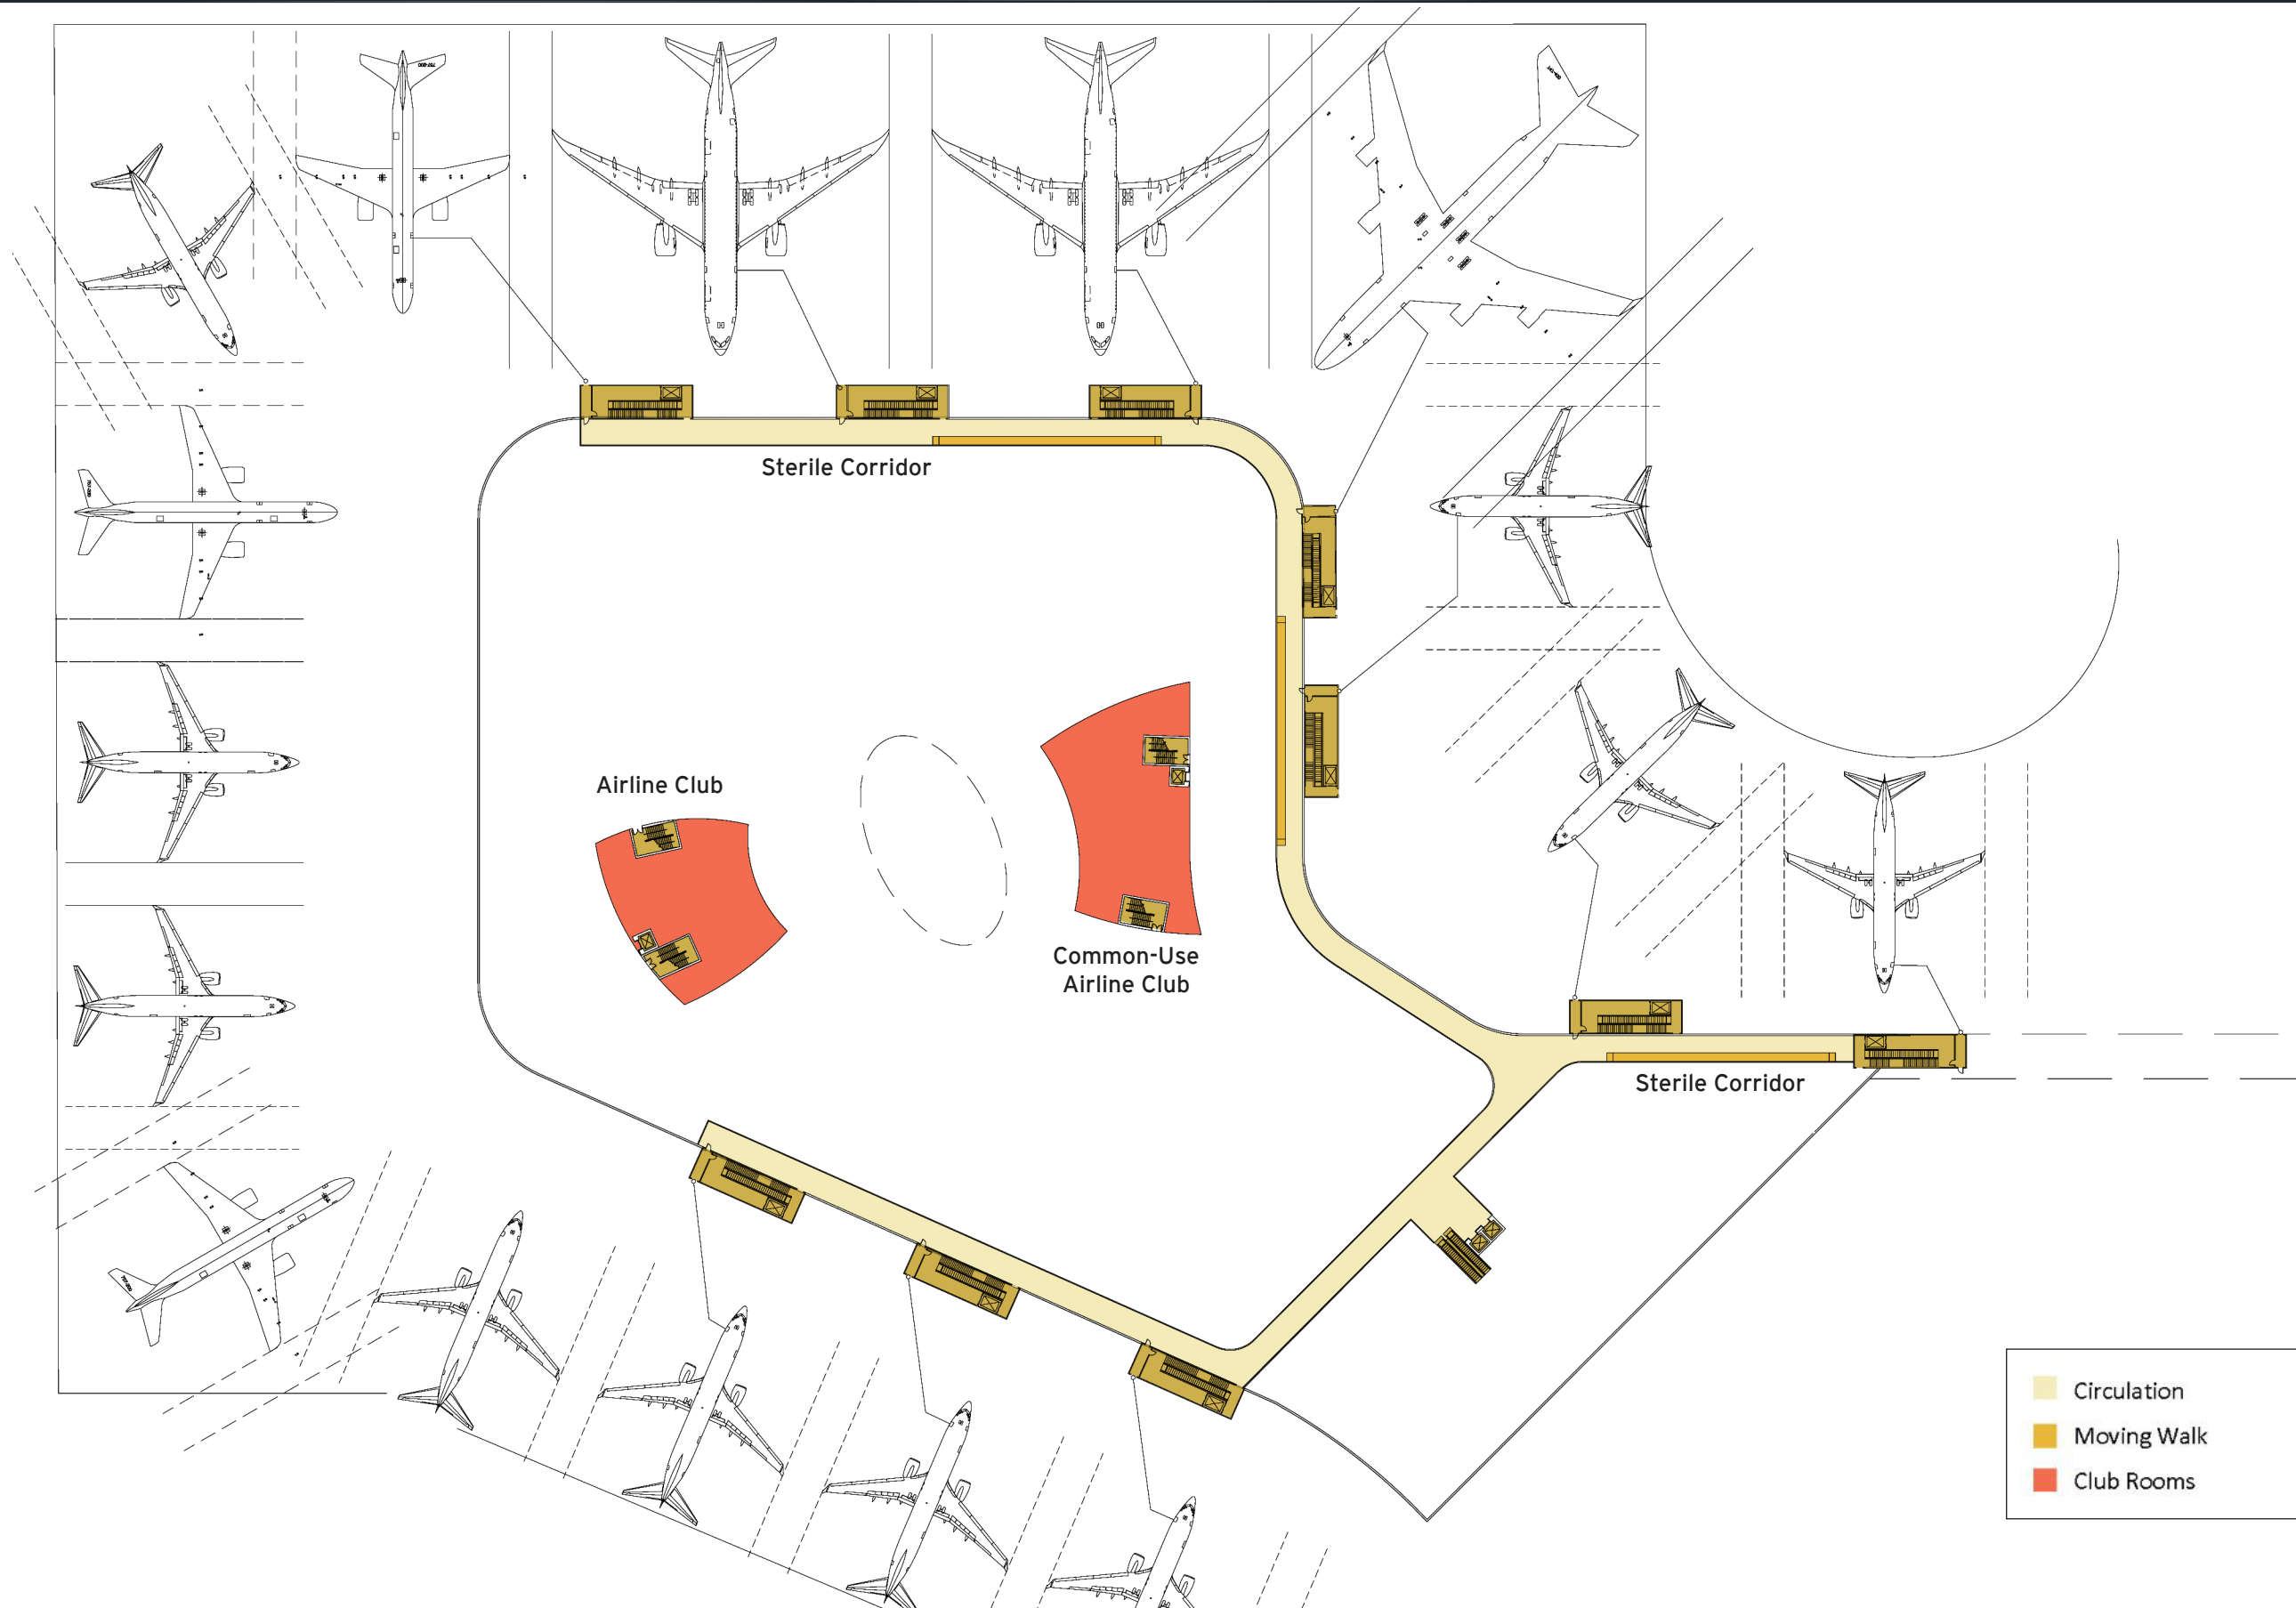 Sterile Corridor
Airline Club
Common-Use
Airline Club
Sterile Corridor
Circulation
Moving Walk
Club Rooms